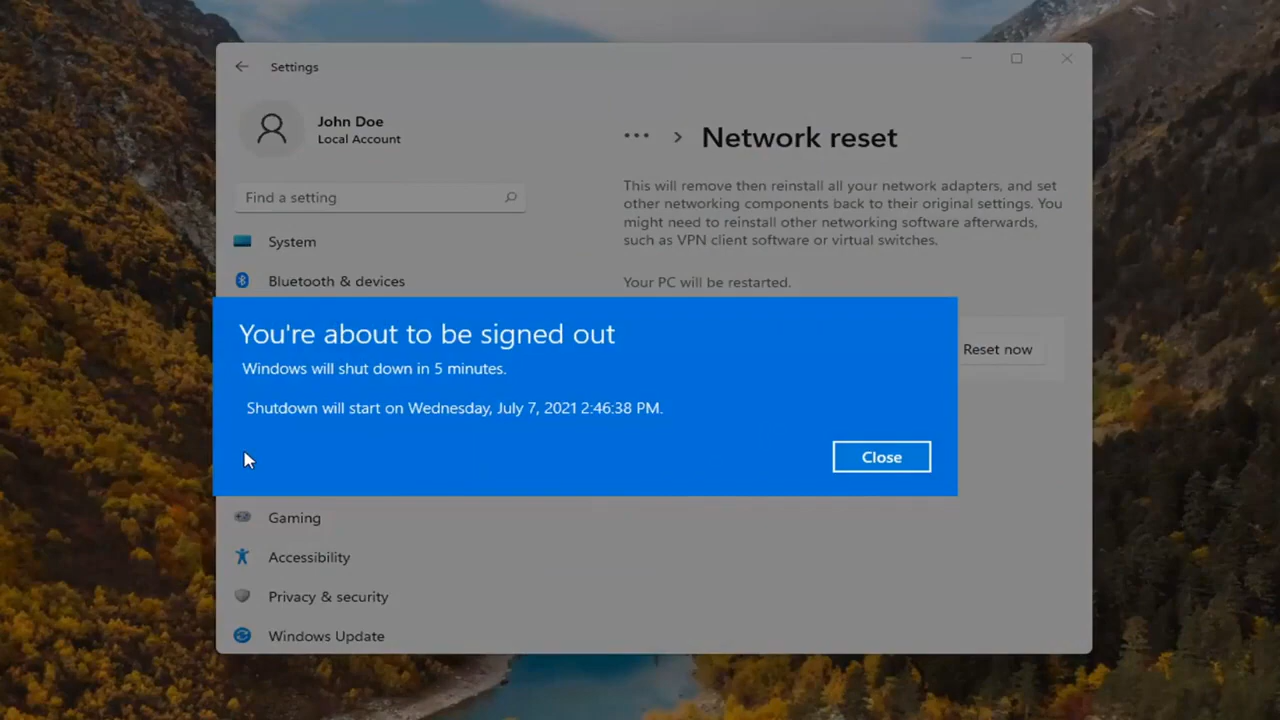 Settings
John Doe
Local Account
Find a setting
System
Bluetooth & devices
••• > Network reset
This will remove then reinstall all your network adapters, and set
other networking components back to their original settings. You
might need to reinstall other networking software afterwards,
such as VPN client software or virtual switches.
Your PC will be restarted.
Reset now
You're about to be signed out
Windows will shut down in 5 minutes.
Shutdown will start on Wednesday, July 7, 2021 2:46:38 PM.
Close
Gaming
Accessibility
Privacy & security
Windows Update